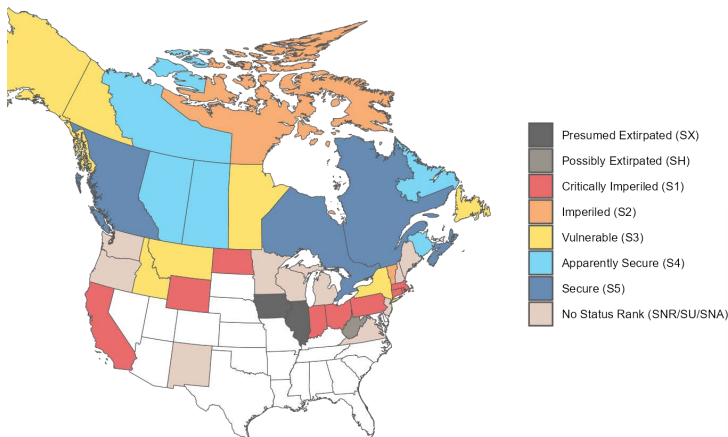 Presumed Extirpated (SX)
Possibly Extirpated (SH)
Critically Imperiled (S1)
Imperiled (S2)
Vulnerable (S3)
Apparently Secure (S4)
Secure (S5)
No Status Rank (SNR/SU/SNA)